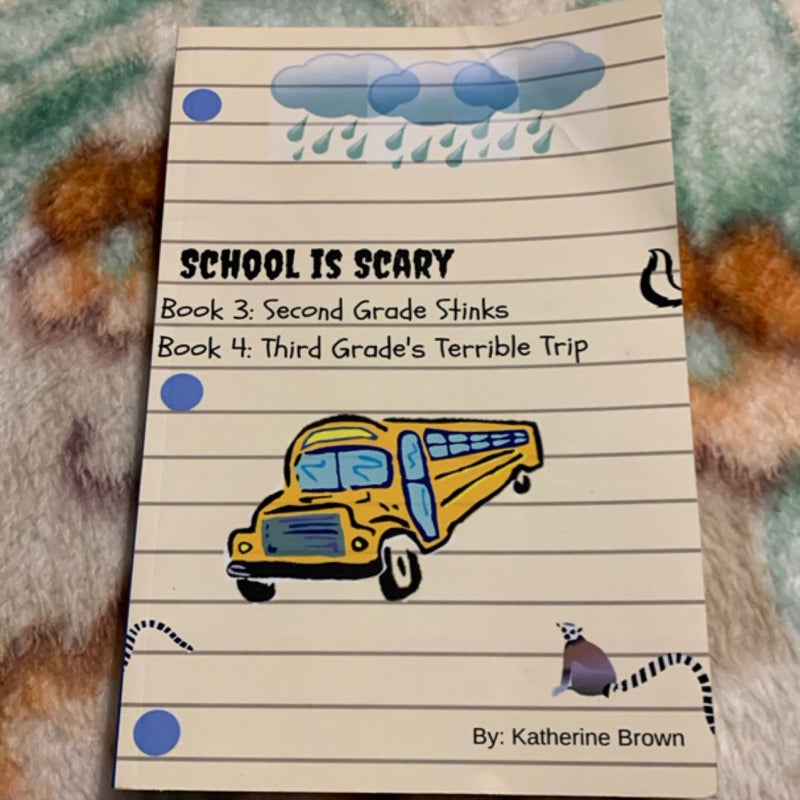 SCHOOL IS SCARY
Book 3: Second Grade Stinks
Book 4: Third Grade's Terrible Trip
By: Katherine Brown